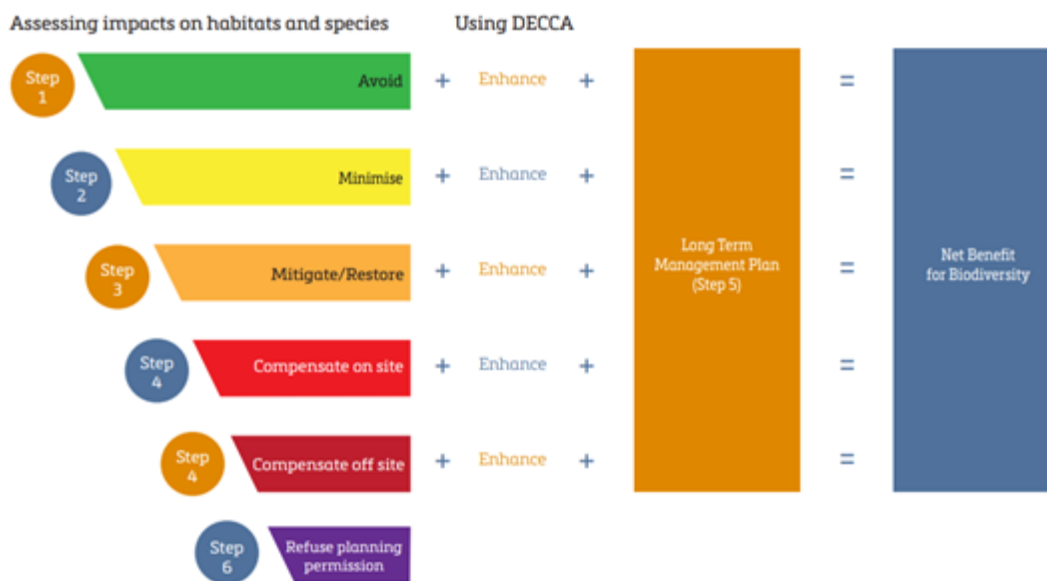 Assessing impacts on habitats and species
Using DECCA
Step
1
Avoid
+ Enhance +
=
Step
2
Minimise
+ Enhance +
=
Step
3
Mitigate/Restore
+ Enhance +
Long Term
Management Plan
(Step 5)
=
Net Benefit
for Biodiversity
Step
4
Compensate on site
+ Enhance +
=
Step
4
Compensate off site
+ Enhance +
=
Step
6
Refuse planning
permission